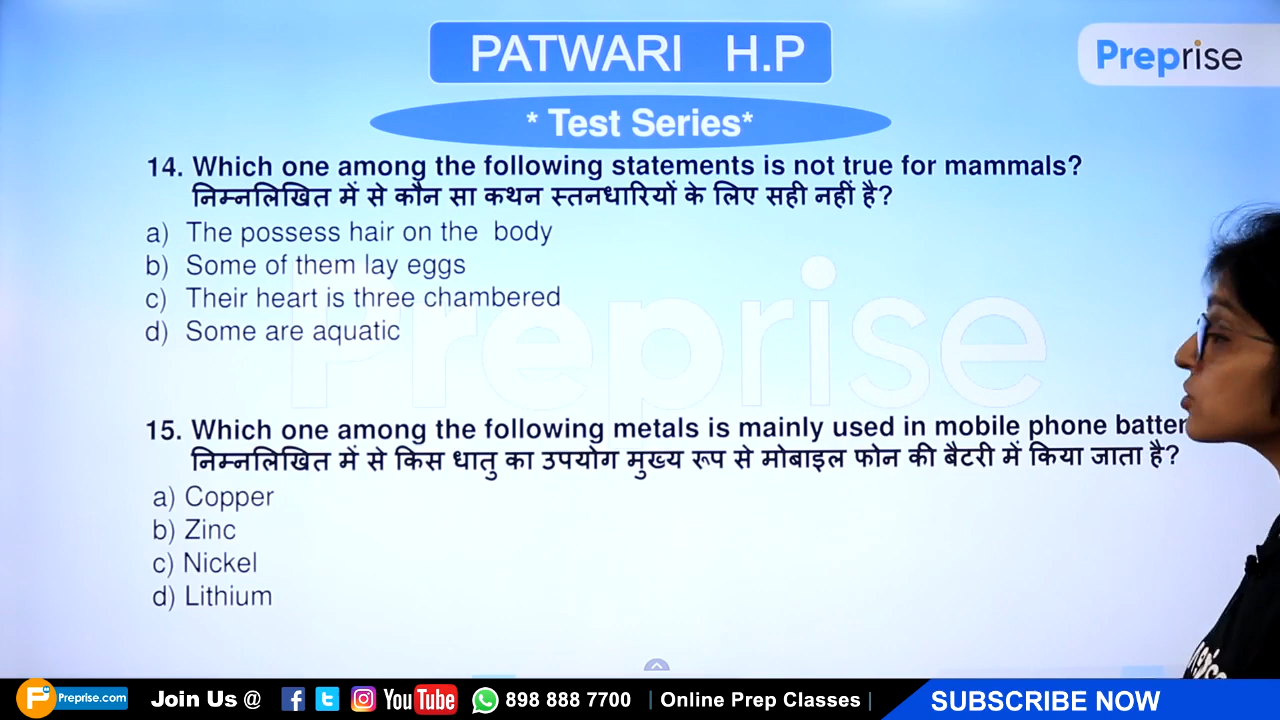 PATWARI H.P
Preprise
* Test Series*
14. Which one among the following statements is not true for mammals?
निम्नलिखित में से कौन सा कथन स्तनधारियों के लिए सही नहीं है?
a) The possess hair on the body
b) Some of them lay eggs
c) Their heart is three chambered
d) Some are aquatic
Preprise
15. Which one among the following metals is mainly used in mobile phone batter
निम्नलिखित में से किस धातु का उपयोग मुख्य रूप से मोबाइल फोन की बैटरी में किया जाता है?
a) Copper
b) Zinc
c) Nickel
d) Lithium
Preprise.com Join Us @ YouTube 898 888 7700 | Online Prep Classes | SUBSCRIBE NOW